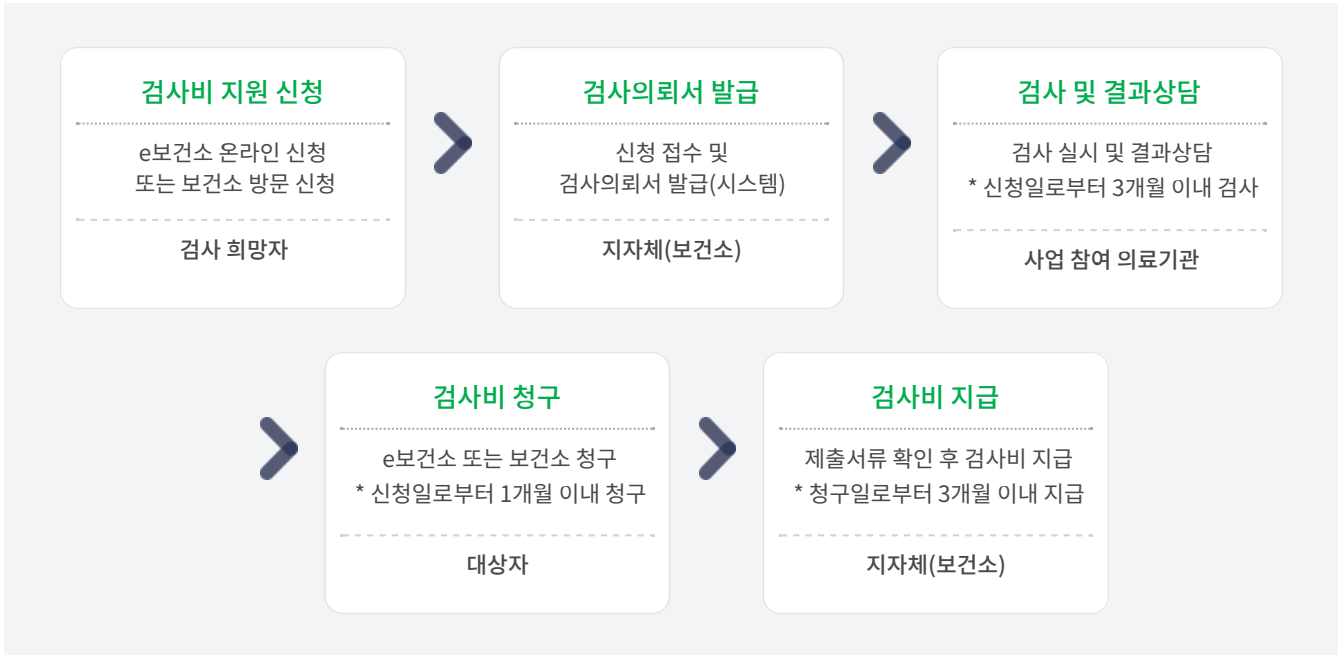 검사비 지원 신청
e보건소 온라인 신청
또는 보건소 방문 신청
검사 희망자
검사의뢰서 발급
신청 접수 및
검사의뢰서 발급(시스템)
지자체(보건소)
검사 및 결과상담
검사 실시 및 결과상담
* 신청일로부터 3개월 이내 검사
사업 참여 의료기관
검사비 청구
e보건소 또는 보건소 청구
* 신청일로부터 1개월 이내 청구
대상자
검사비 지급
제출서류 확인 후 검사비 지급
* 청구일로부터 3개월 이내 지급
지자체(보건소)